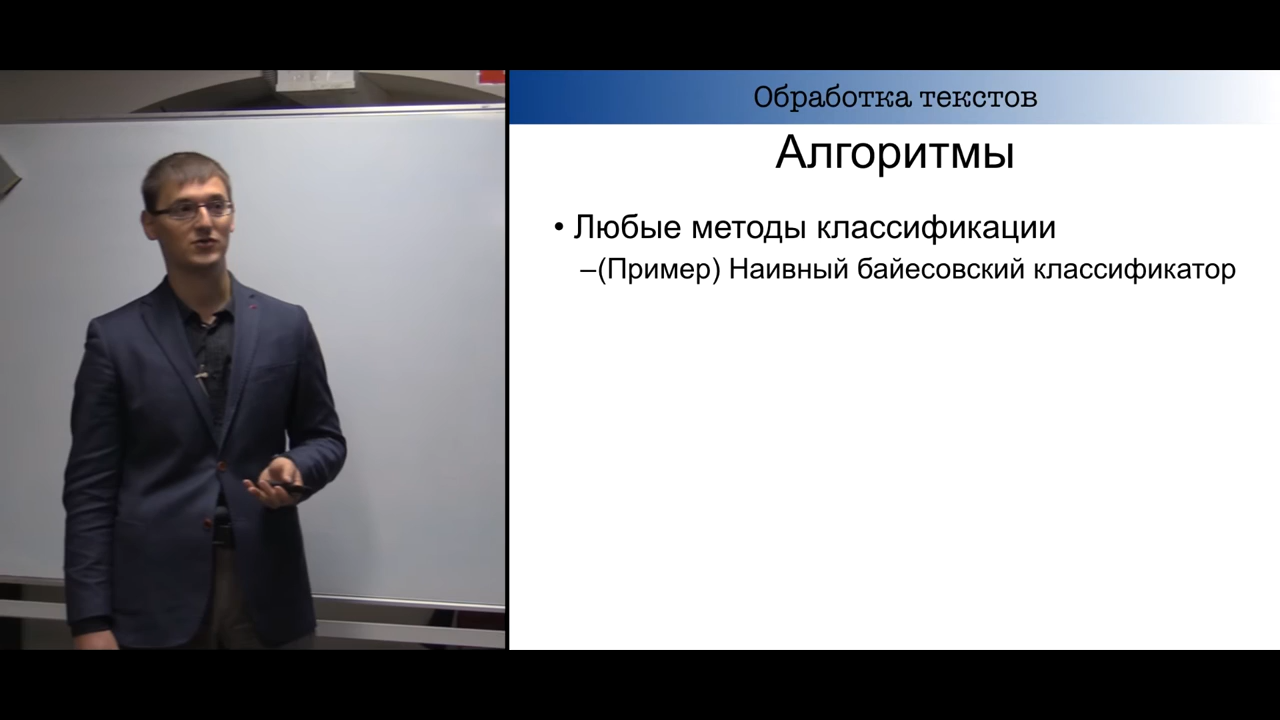 Обработка текстов
Алгоритмы
• Любые методы классификации
–(Пример) Наивный байесовский классификатор